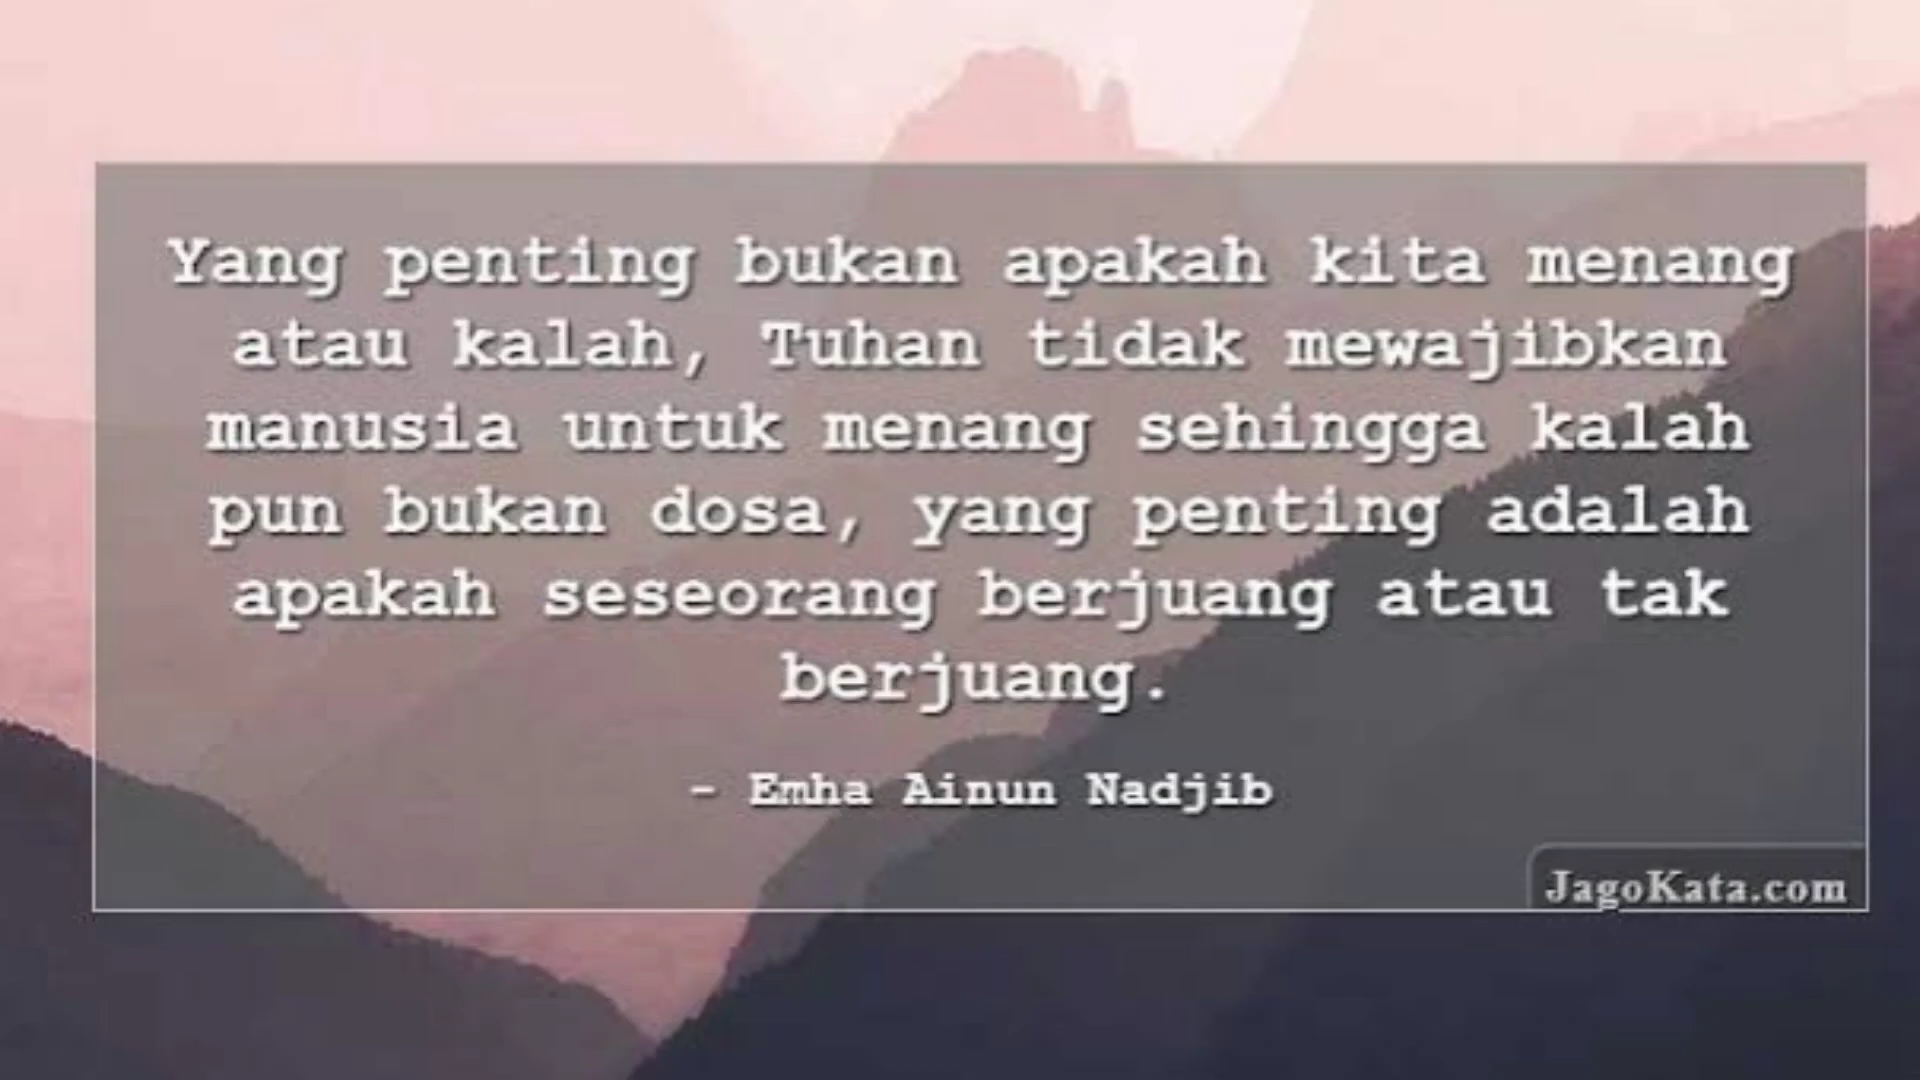 Yang penting bukan apakah kita menang
atau kalah, Tuhan tidak mewajibkan
manusia untuk menang sehingga kalah
pun bukan dosa, yang penting adalah
apakah seseorang berjuang atau tak
berjuang.
- Emha Ainun Nadjib
JagoKata.com